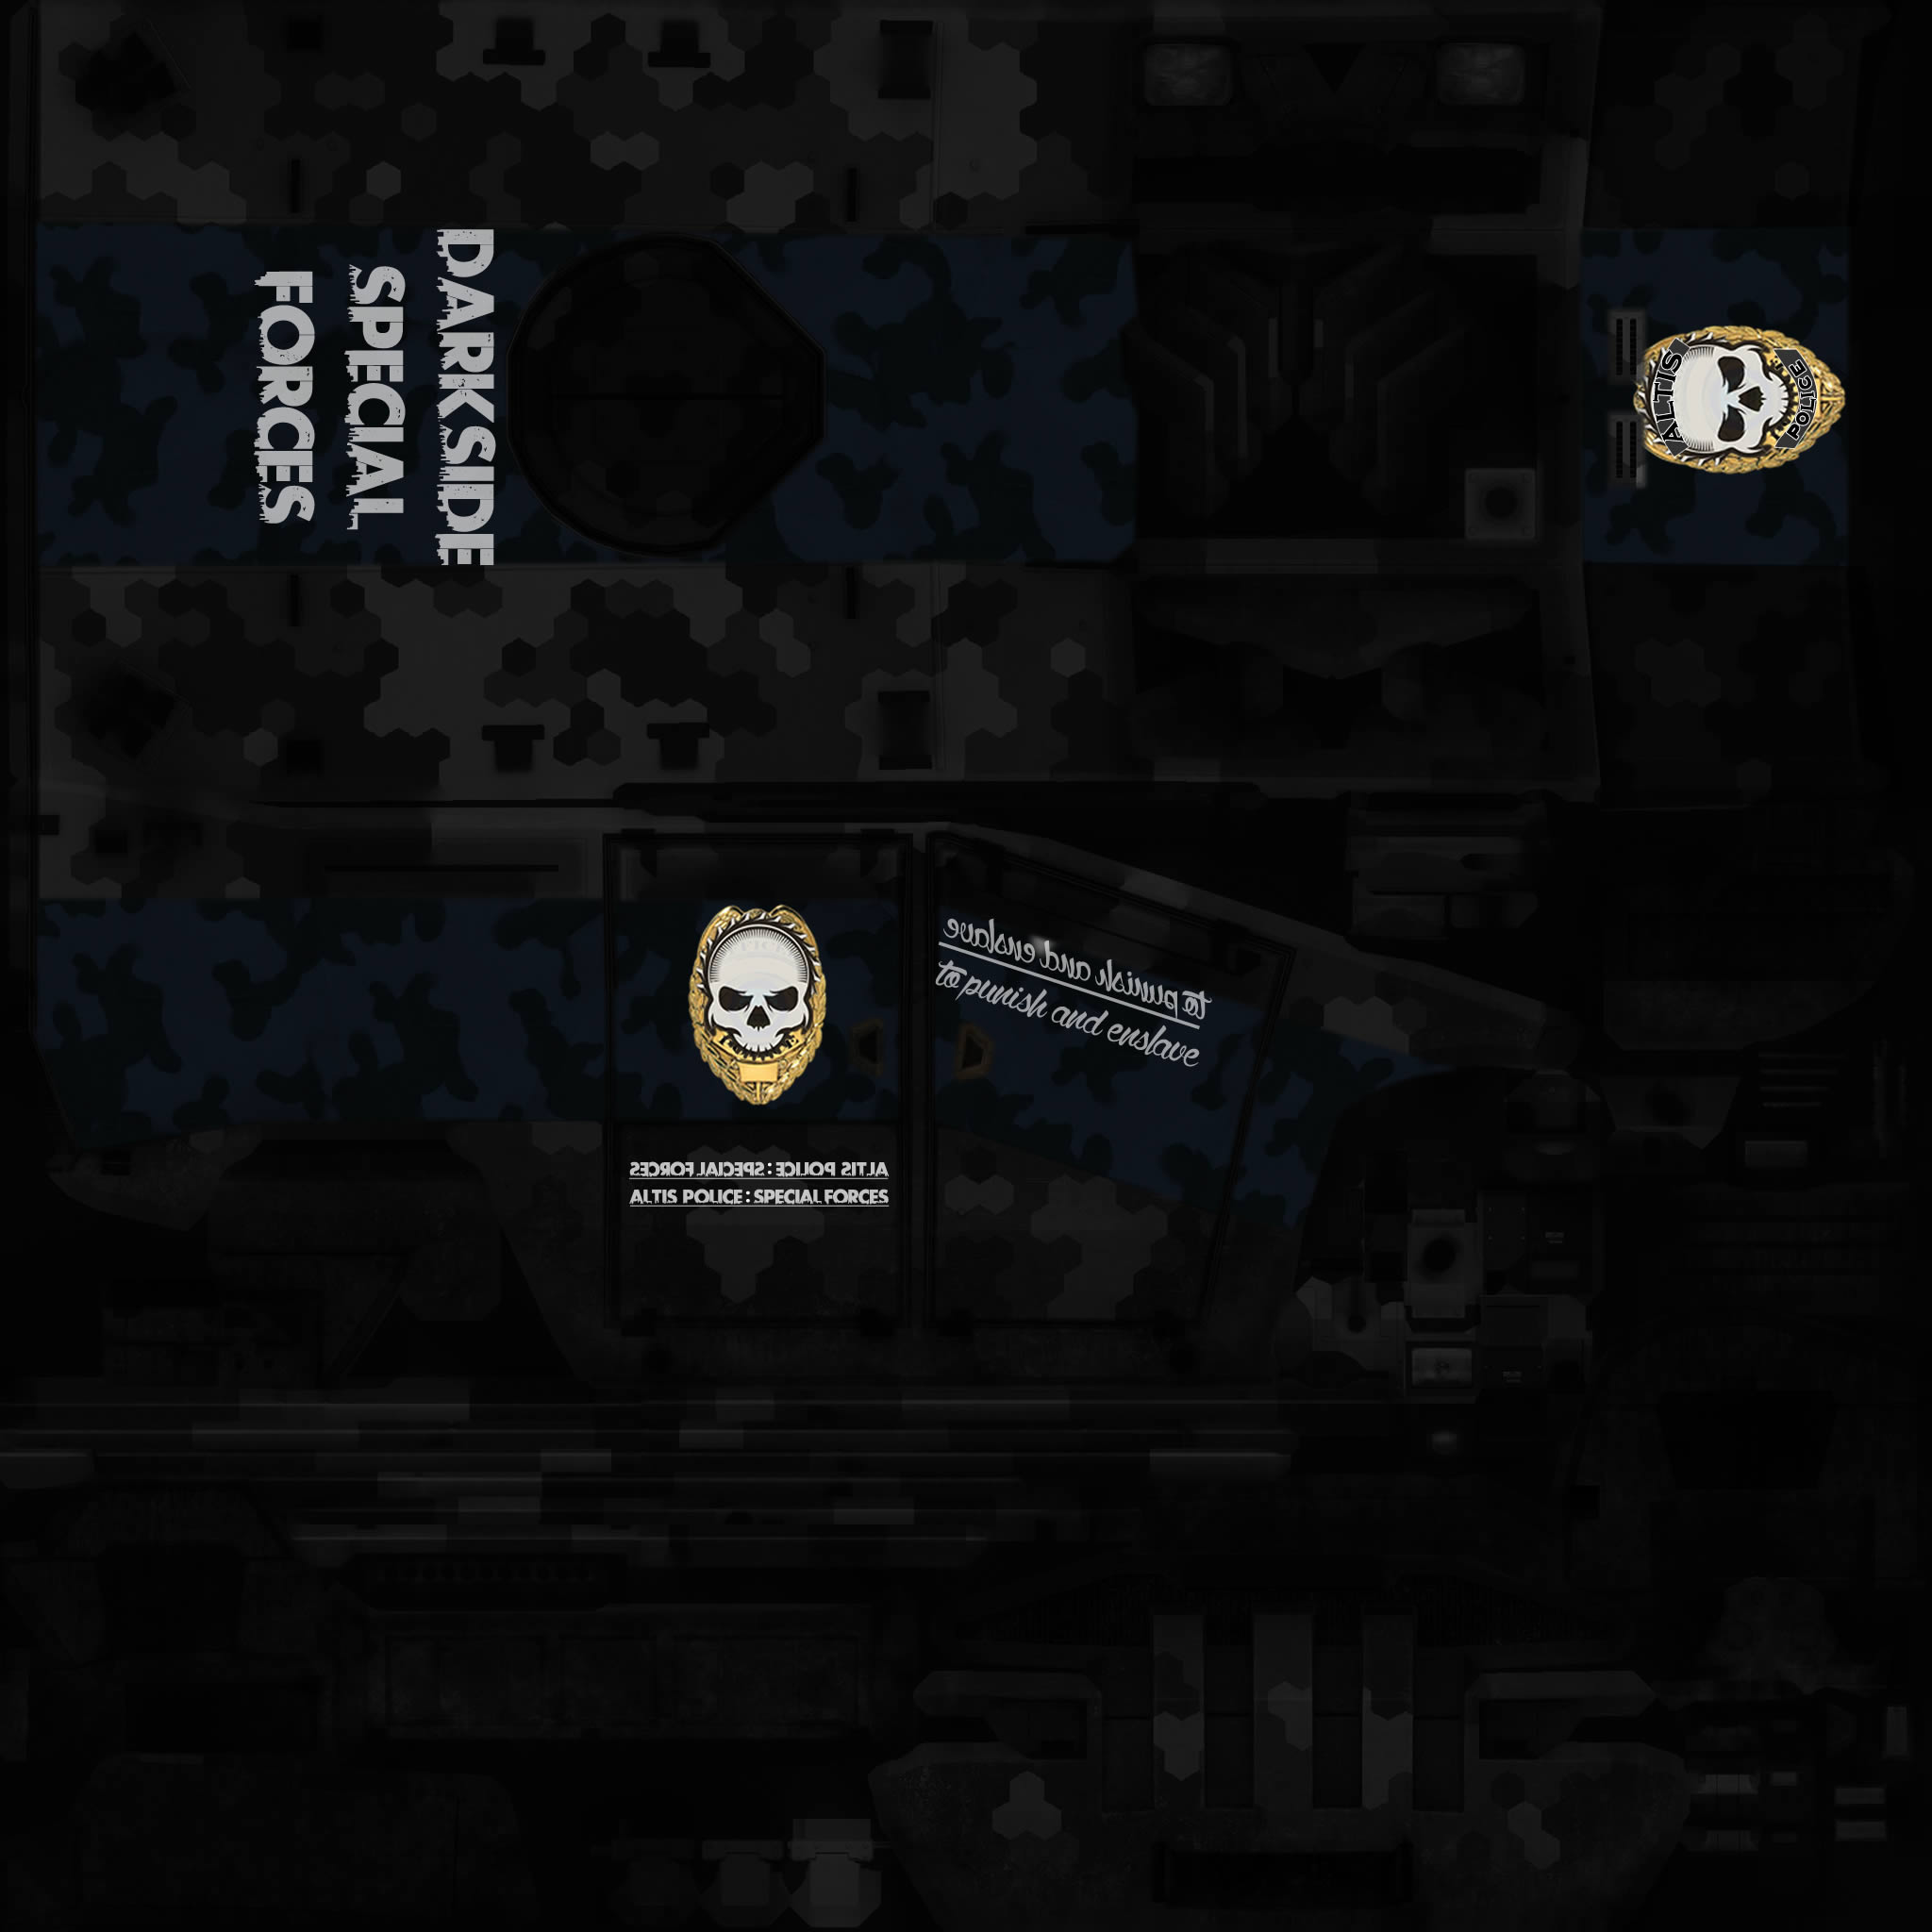 DARKSIDE
SPECIAL
FORCES
ALTIS
POLICE
to punish and enslave
to punish and enslave
ALTIS POLICE : SPECIAL FORCES
ALTIS POLICE : SPECIAL FORCES